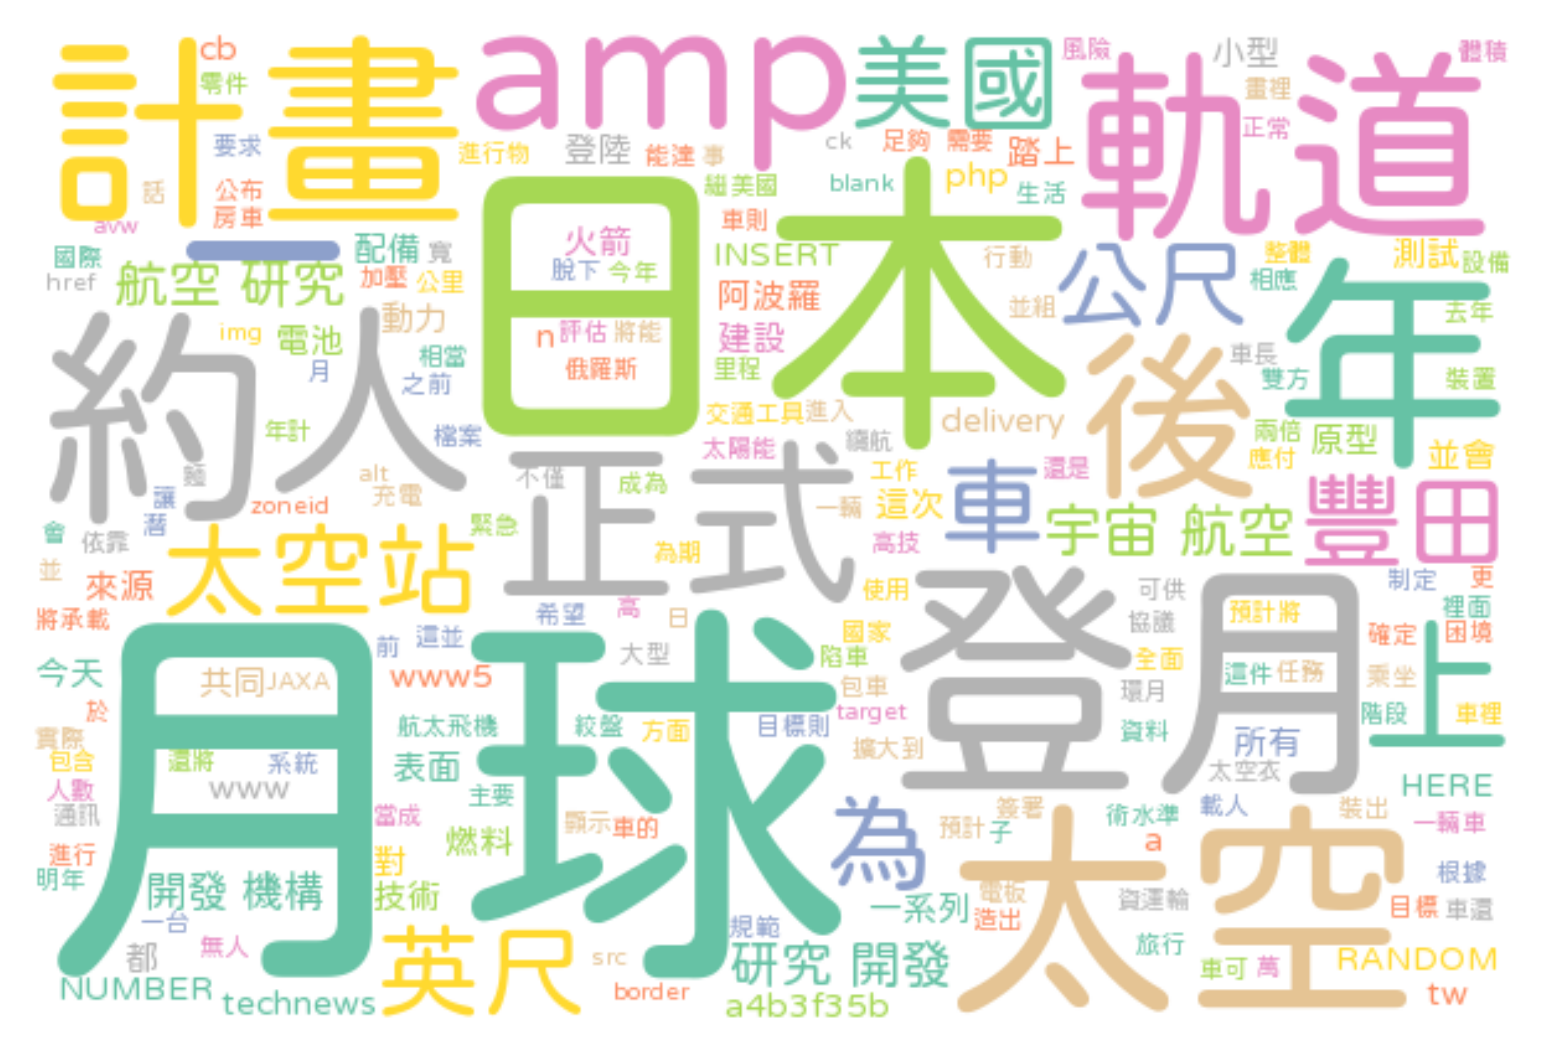 計畫 amp 美國 軌道
cb 零件 風險 小型 體積
畫裡 正常
要求 進行物 登陸 能達 事 ck 足夠 需要 踏上
話 公布 房車 繼美國 blank php 生活
avw 一 配備 寬 日本 火箭 車則 INSERT 行動 公尺 整體 測試 設備
國際 href 航空 研究 加壓 公里 脫下 今年 阿波羅 並組 相應 年 去年
img 電池 動力 n 評估 將能 建設 後 車長
約人 月 相當 之前 俄羅斯 里程 雙方 裝置
年計 檔案 交通工具 進入 delivery 兩倍 原型 並會
alt 充電 不僅 成為 太陽能 續航 工作 還是 應付
讓 zoneid 正式 一輛 這次 車 宇宙 航空 豐田
會 依靠 潛 太空站 緊急 為期 高技
並 來源 使用 登月 可供 制定 更
將承載 希望 高 日 協議 預計將 裡面
前 這並 大型 國家 陷車 全面 確定 困境 上
今天 共同 JAXA www5 包車 環月 這件 任務 乘坐
於 月球 航太飛機 絞盤 方面 目標則 target 資料 階段 車裡
實際 包含 還將 系統 表面 擴大到 所有 太空衣
人數 www 主要 HERE
通訊 當成 燃料 顯示 車的 為 預計 簽署 子 術水準 載人 裝出 一輛車
進行 對 a
明年 開發 機構 技術 一系列 電板 太空 資運輪 根據
一台 規範 造出 目標 車還
都 無人 英尺 src 研究 開發 旅行 車可 萬 RANDOM
NUMBER technews border a4b3f35b tw